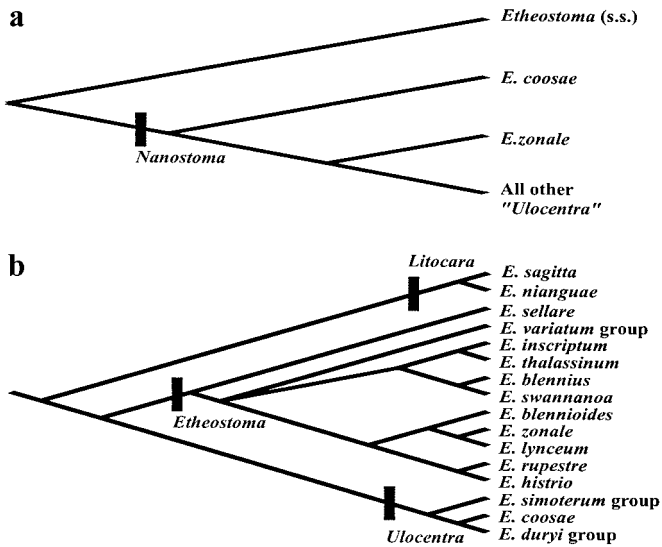 a
Etheostoma (s.s.)
E. coosae
Nanostoma
E.zonale
All other
"Ulocentra"
b
Litocara
E. sagitta
E. nianguae
E. sellare
E. variatum group
E. inscriptum
E. thalassinum
E. blennius
E. swannanoa
Etheostoma
E. blennioides
E. zonale
E. lynceum
E. rupestre
E. histrio
E. simoterum group
E. coosae
E. duryi group
Ulocentra